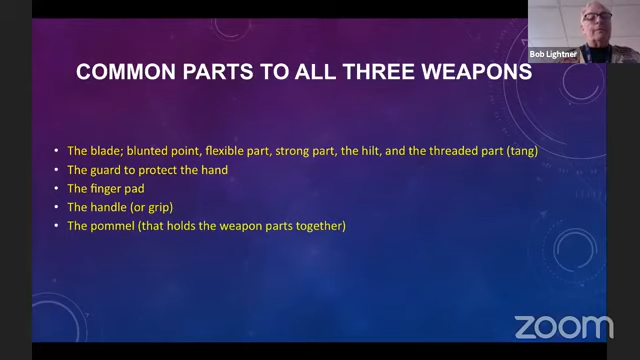 Bob Lightner
COMMON PARTS TO ALL THREE WEAPONS
• The blade; blunted point, flexible part, strong part, the hilt, and the threaded part (tang)
• The guard to protect the hand
• The finger pad
• The handle (or grip)
• The pommel (that holds the weapon parts together)
zoom